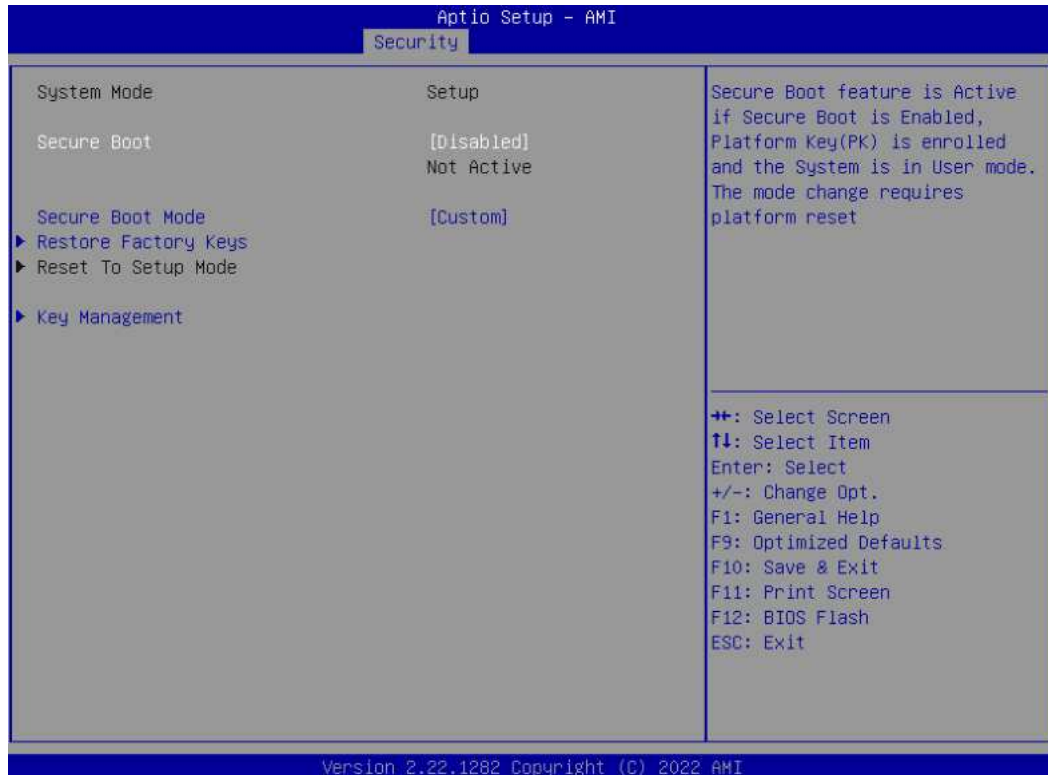 Aptio Setup - AMI
Security
System Mode Setup
Secure Boot [Disabled]
Not Active
Secure Boot Mode [Custom]
Restore Factory Keys
Reset To Setup Mode
Key Management
Secure Boot feature is Active
if Secure Boot is Enabled,
Platform Key(PK) is enrolled
and the System is in User mode.
The mode change requires
platform reset
→←: Select Screen
↑↓: Select Item
Enter: Select
+/-: Change Opt.
F1: General Help
F9: Optimized Defaults
F10: Save & Exit
F11: Print Screen
F12: BIOS Flash
ESC: Exit
Version 2.22.1282 Copyright (C) 2022 AMI